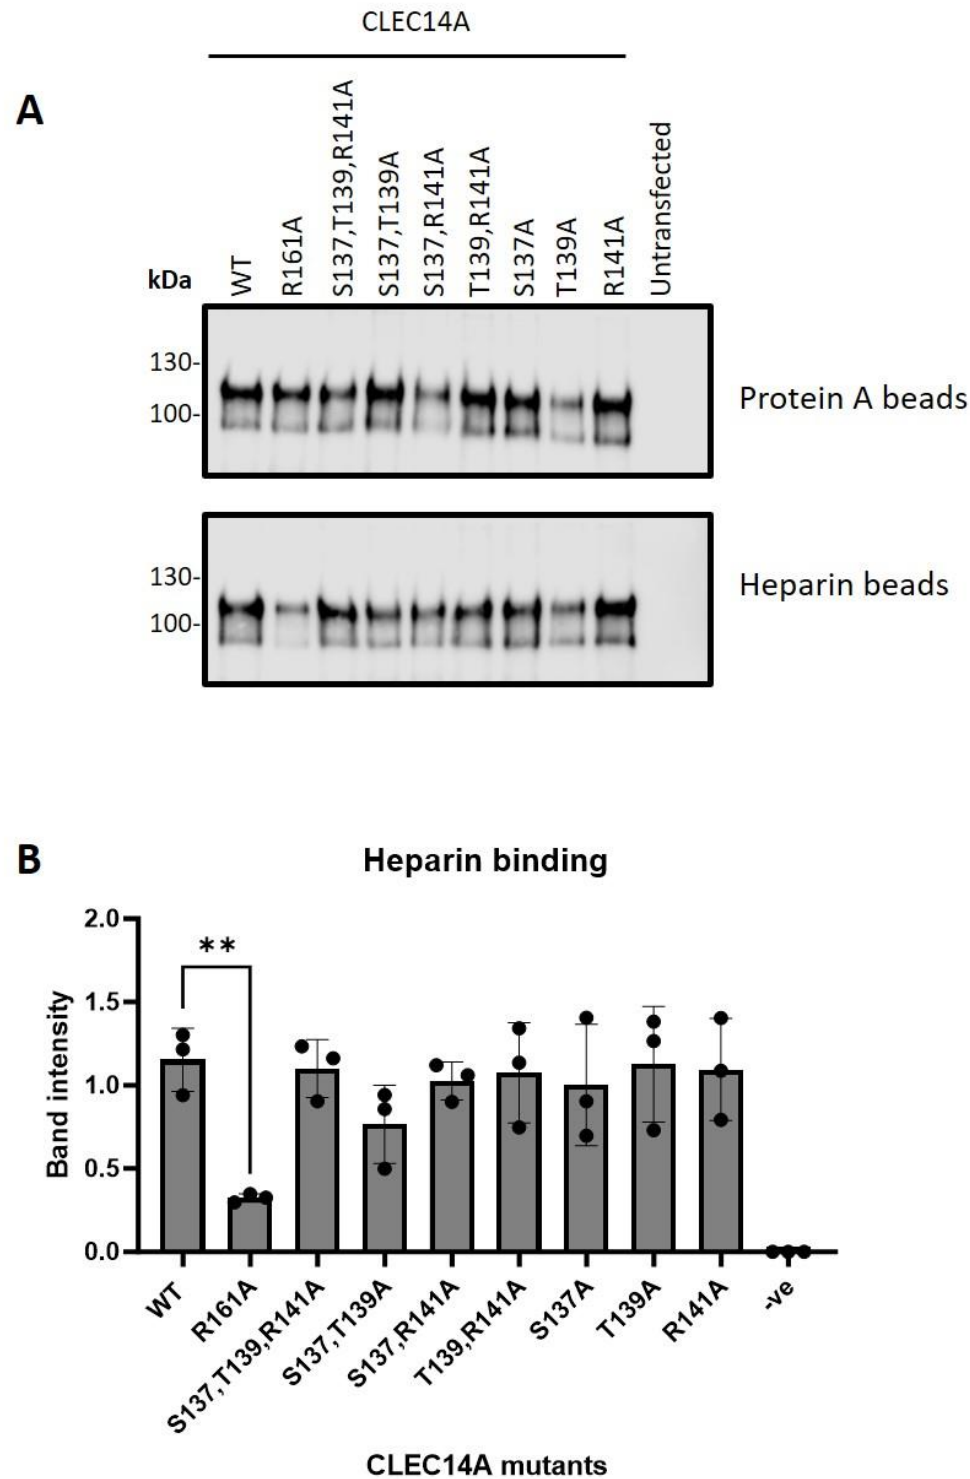 CLEC14A
A
kDa
WT
R161A
S137,T139,R141A
S137,T139A
S137,R141A
T139,R141A
S137A
T139A
R141A
Untransfected
130-
100-
Protein A beads
130-
100-
Heparin beads
B
Heparin binding
Band intensity
2.0
1.5
1.0
0.5
0.0
**
WT
R161A
S137,T139,R141A
S137,T139A
S137,R141A
T139,R141A
S137A
T139A
R141A
-ve
CLEC14A mutants